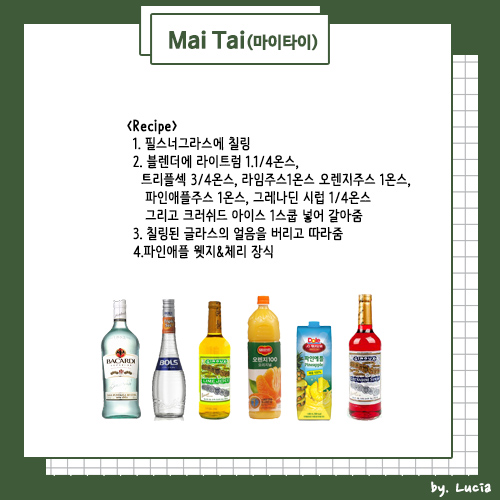 Mai Tai(마이타이)
<Recipe>
1. 필스너그라스에 칠링
2. 블렌더에 라이트럼 1.1/4온스,
트리플섹 3/4온스, 라임주스1온스 오렌지주스 1온스,
파인애플주스 1온스, 그레나딘 시럽 1/4온스
그리고 크러쉬드 아이스 1스쿱 넣어 갈아줌
3. 칠링된 글라스의 얼음을 버리고 따라줌
4.파인애플 웻지&체리 장식
BACARDI
BOLS
오렌지100
Dole
파인애플
by. Lucia